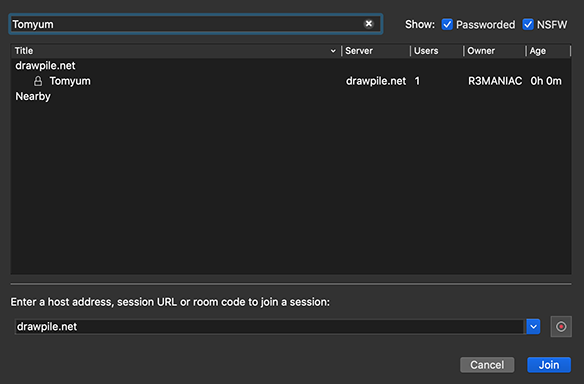 Tomyum Show: Passworded NSFW
Title Server Users Owner Age
drawpile.net
Tomyum drawpile.net 1 R3MANIAC 0h 0m
Nearby
Enter a host address, session URL or room code to join a session:
drawpile.net
Cancel Join